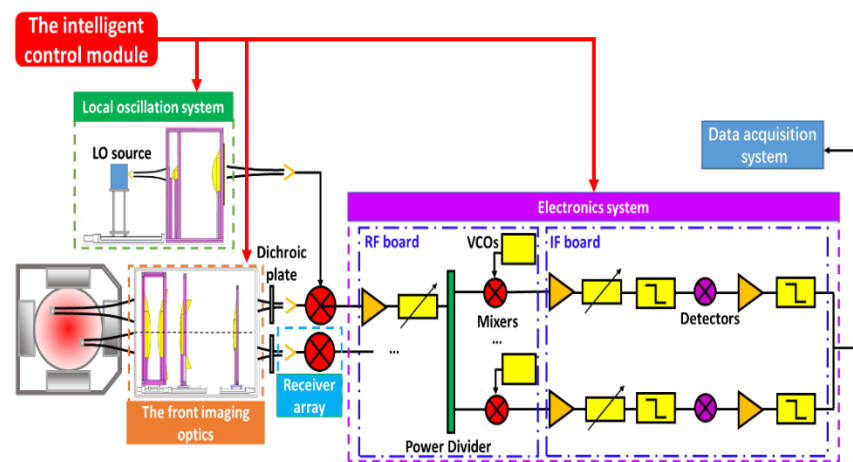 The intelligent
control module
Local oscillation system
LO source
Data acquisition
system
Electronics system
RF board
VCOs
IF board
Dichroic
plate
Mixers
...
Detectors
...
Receiver
array
The front imaging
optics
Power Divider